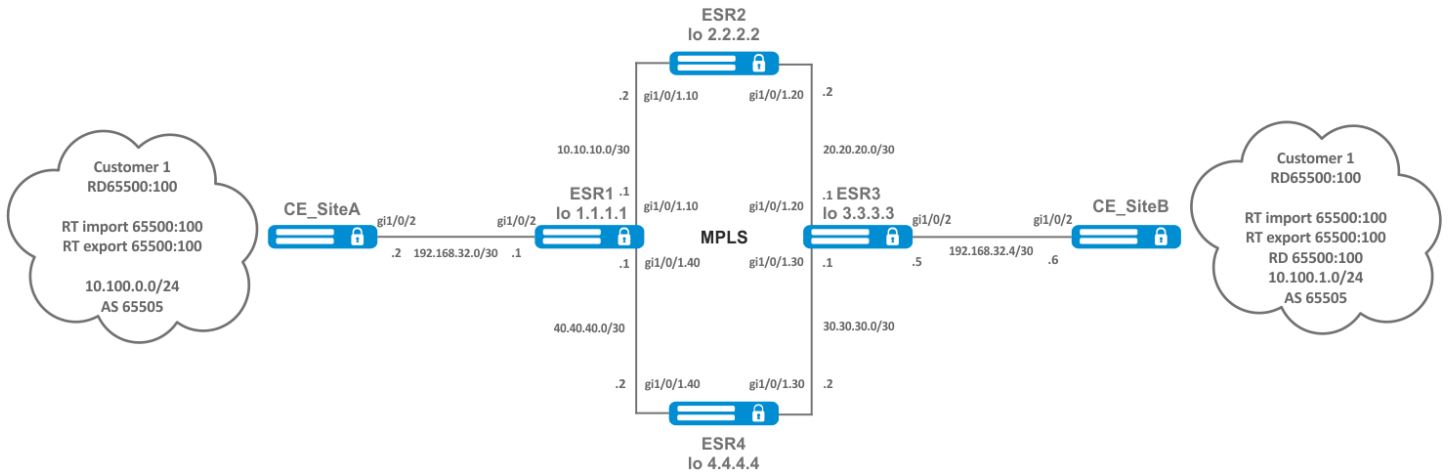 ESR2
lo 2.2.2.2
.2
gi1/0/1.10
gi1/0/1.20
.2
10.10.10.0/30
20.20.20.0/30
Customer 1
RD65500:100
RT import 65500:100
RT export 65500:100
10.100.0.0/24
AS 65505
CE_SiteA
gi1/0/2
.2
192.168.32.0/30
.1
gi1/0/2
ESR1
lo 1.1.1.1
.1
gi1/0/1.10
.1
gi1/0/1.40
MPLS
gi1/0/1.20
.1
ESR3
lo 3.3.3.3
gi1/0/1.30
.1
gi1/0/2
.5
192.168.32.4/30
.6
gi1/0/2
CE_SiteB
Customer 1
RD65500:100
RT import 65500:100
RT export 65500:100
RD 65500:100
10.100.1.0/24
AS 65505
40.40.40.0/30
30.30.30.0/30
.2
gi1/0/1.40
gi1/0/1.30
.2
ESR4
lo 4.4.4.4